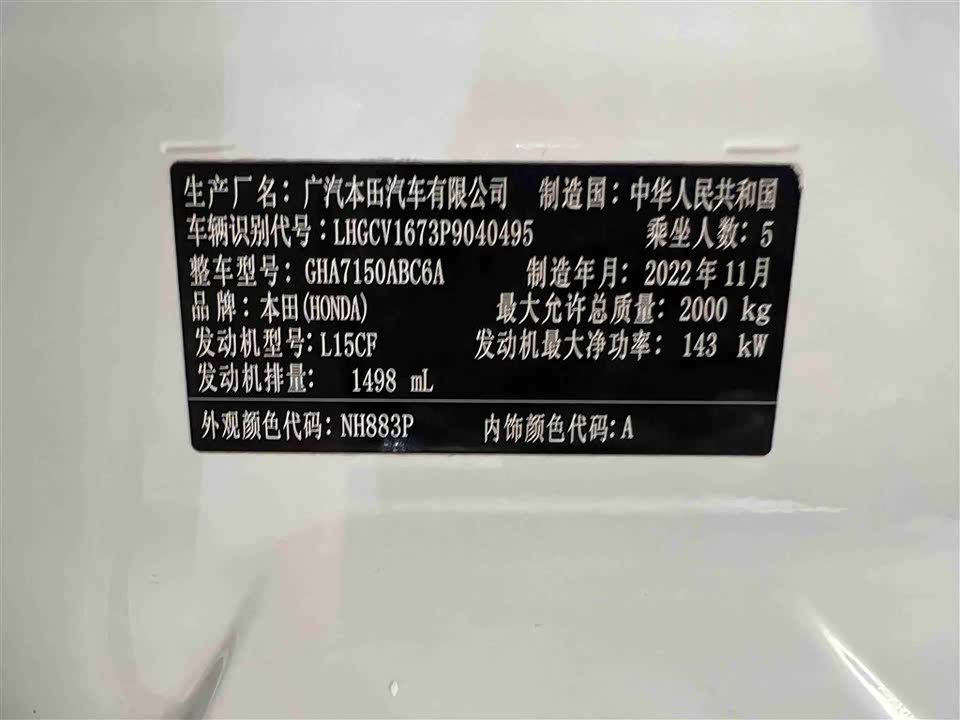 生产厂名：广汽本田汽车有限公司 制造国：中华人民共和国
车辆识别代号：LHGCV1673P9040495 乘坐人数：5
整车型号：GHA7150ABC6A 制造年月：2022年11月
品牌：本田(HONDA) 最大允许总质量：2000 kg
发动机型号：L15CF 发动机最大净功率：143 kW
发动机排量： 1498 mL
外观颜色代码：NH883P 内饰颜色代码：A